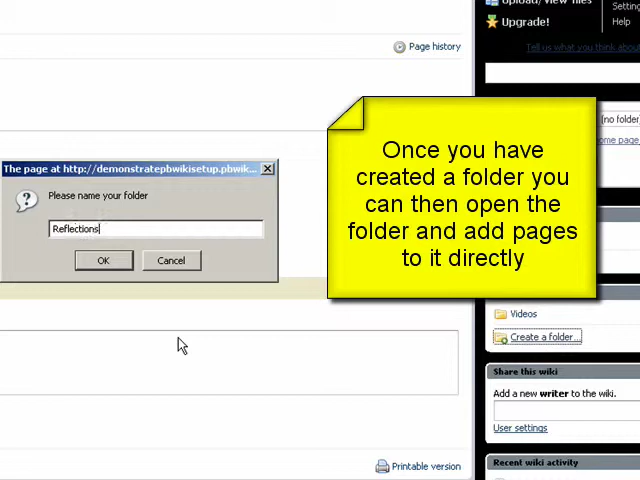 Upload/View files
Setting
Upgrade!
Help
Page history
Tell us what you think about
[no folder]
ome page
Once you have
created a folder you
can then open the
folder and add pages
to it directly
The page at http://demonstratepbwikisetup.pbwik...
Please name your folder
Reflections
OK
Cancel
Videos
Create a folder...
Share this wiki
Add a new writer to the wiki.
User settings
Printable version
Recent wiki activity